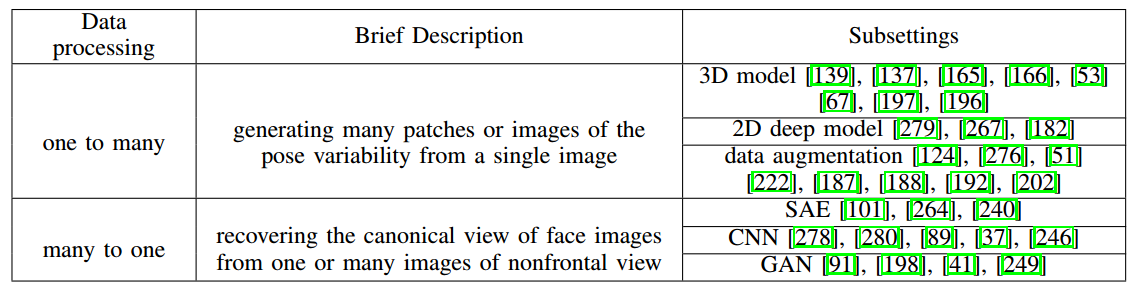 Data
processing
Brief Description
Subsettings
one to many
generating many patches or images of the
pose variability from a single image
3D model [139], [137], [165], [166], [53]
[67], [197], [196]
2D deep model [279], [267], [182]
data augmentation [124], [276], [51]
[222], [187], [188], [192], [202]
many to one
recovering the canonical view of face images
from one or many images of nonfrontal view
SAE [101], [264], [240]
CNN [278], [280], [89], [37], [246]
GAN [91], [198], [41], [249]